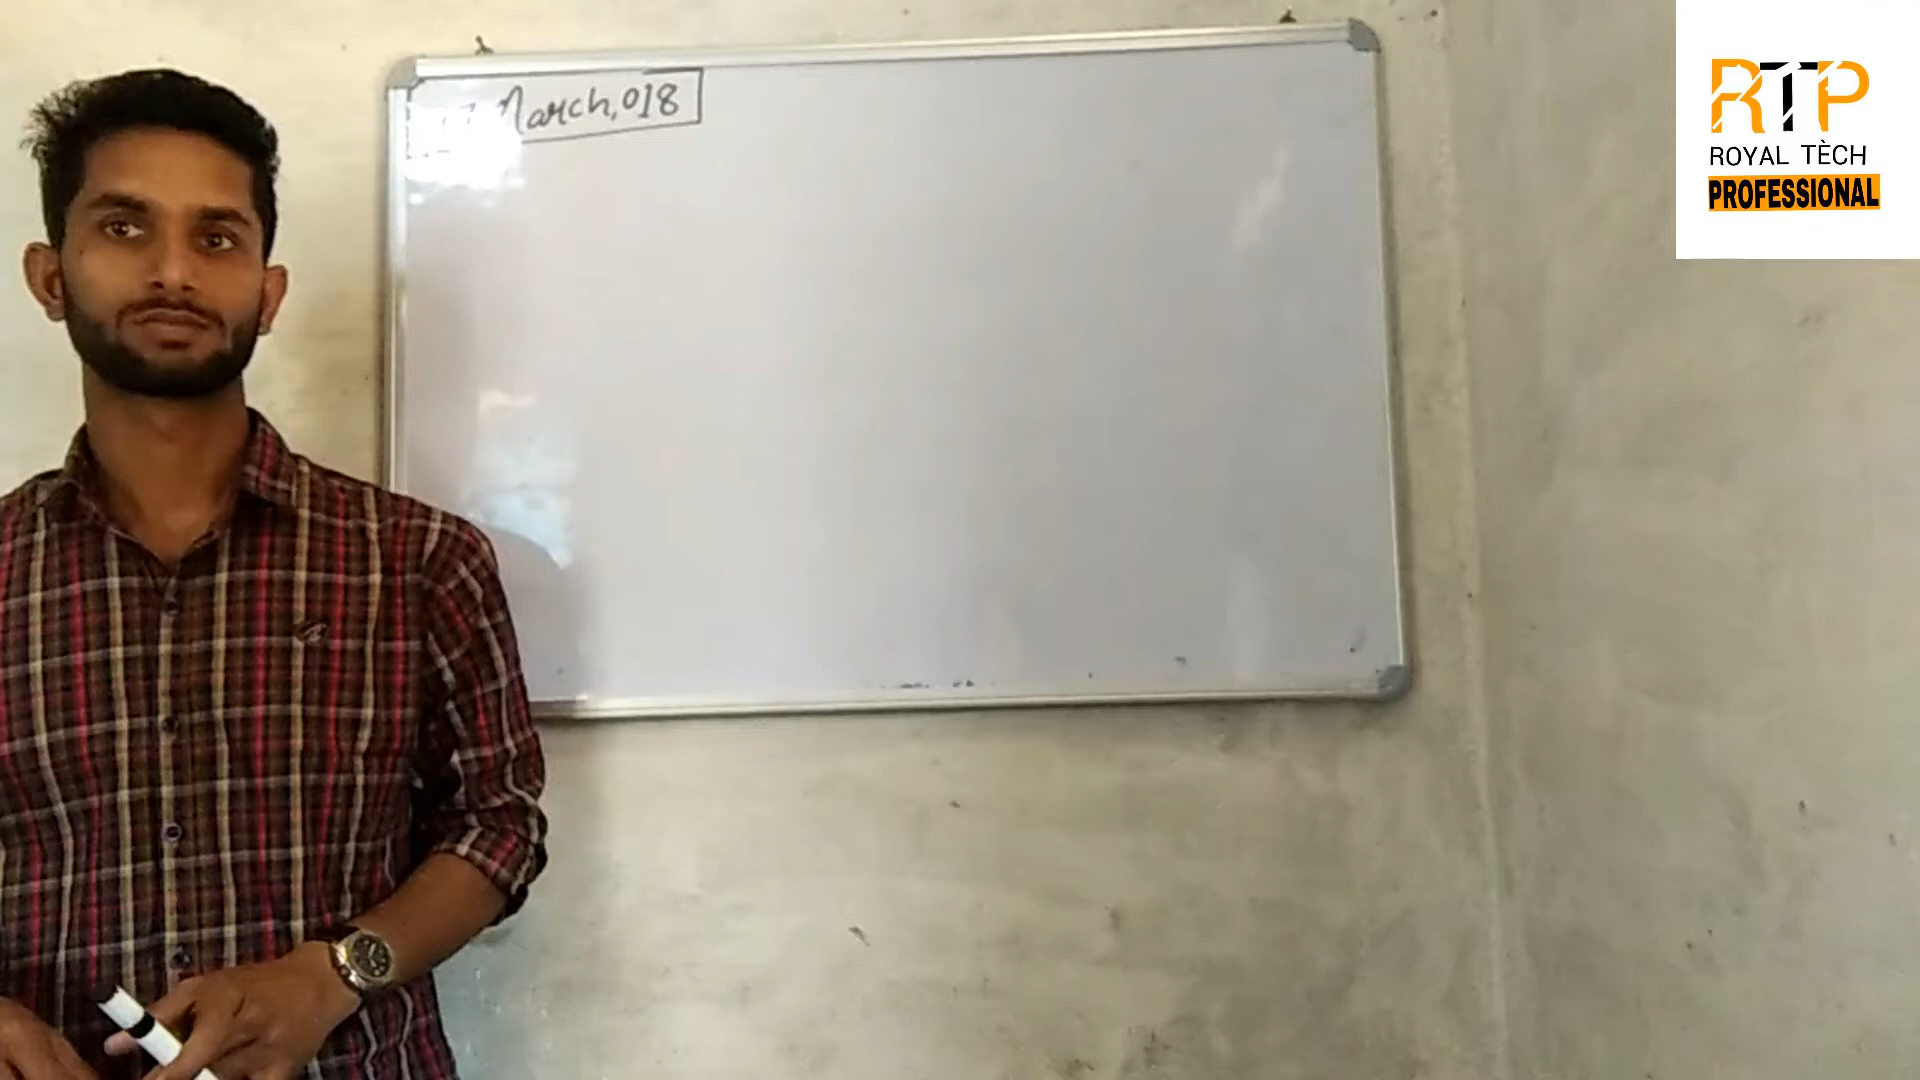 March, 018
RTP
ROYAL TÈCH
PROFESSIONAL